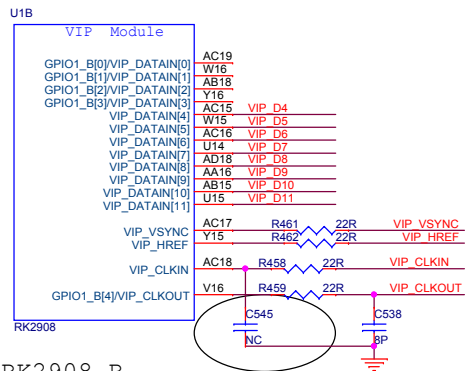 U1B
VIP Module
GPIO1_B[0]/VIP_DATAIN[0] AC19
GPIO1_B[1]/VIP_DATAIN[1] W16
GPIO1_B[2]/VIP_DATAIN[2] AB18
GPIO1_B[3]/VIP_DATAIN[3] Y16
VIP_DATAIN[4] AC15 VIP_D4
VIP_DATAIN[5] W15 VIP_D5
VIP_DATAIN[6] AC16 VIP_D6
VIP_DATAIN[7] U14 VIP_D7
VIP_DATAIN[8] AD18 VIP_D8
VIP_DATAIN[9] AA16 VIP_D9
VIP_DATAIN[10] AB15 VIP_D10
VIP_DATAIN[11] U15 VIP_D11
VIP_VSYNC AC17 R461 22R VIP_VSYNC
VIP_HREF Y15 R462 22R VIP_HREF
VIP_CLKIN AC18 R458 22R VIP_CLKIN
GPIO1_B[4]/VIP_CLKOUT V16 R459 22R VIP_CLKOUT
C545 C538
NC 8P
RK2908